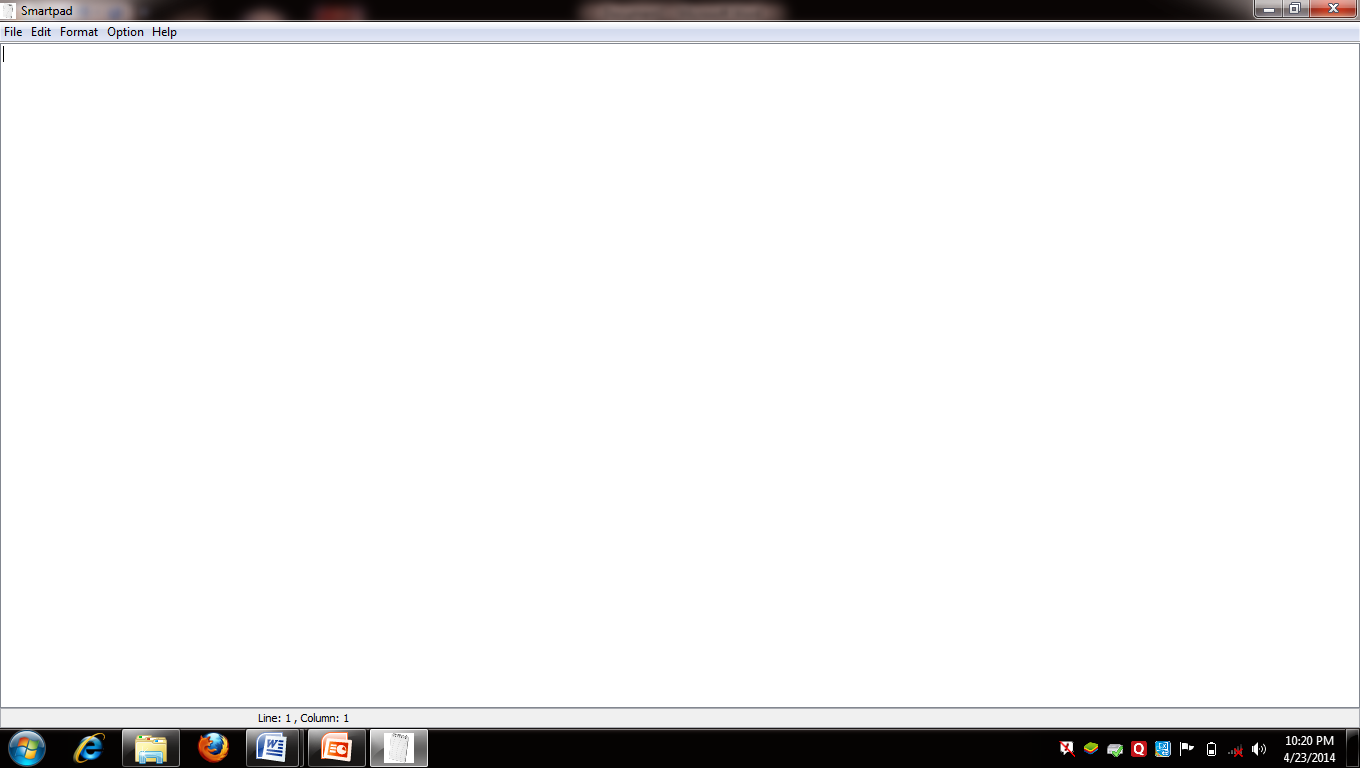 Smartpad
File Edit Format Option Help
Line: 1 , Column: 1
10:20 PM
4/23/2014